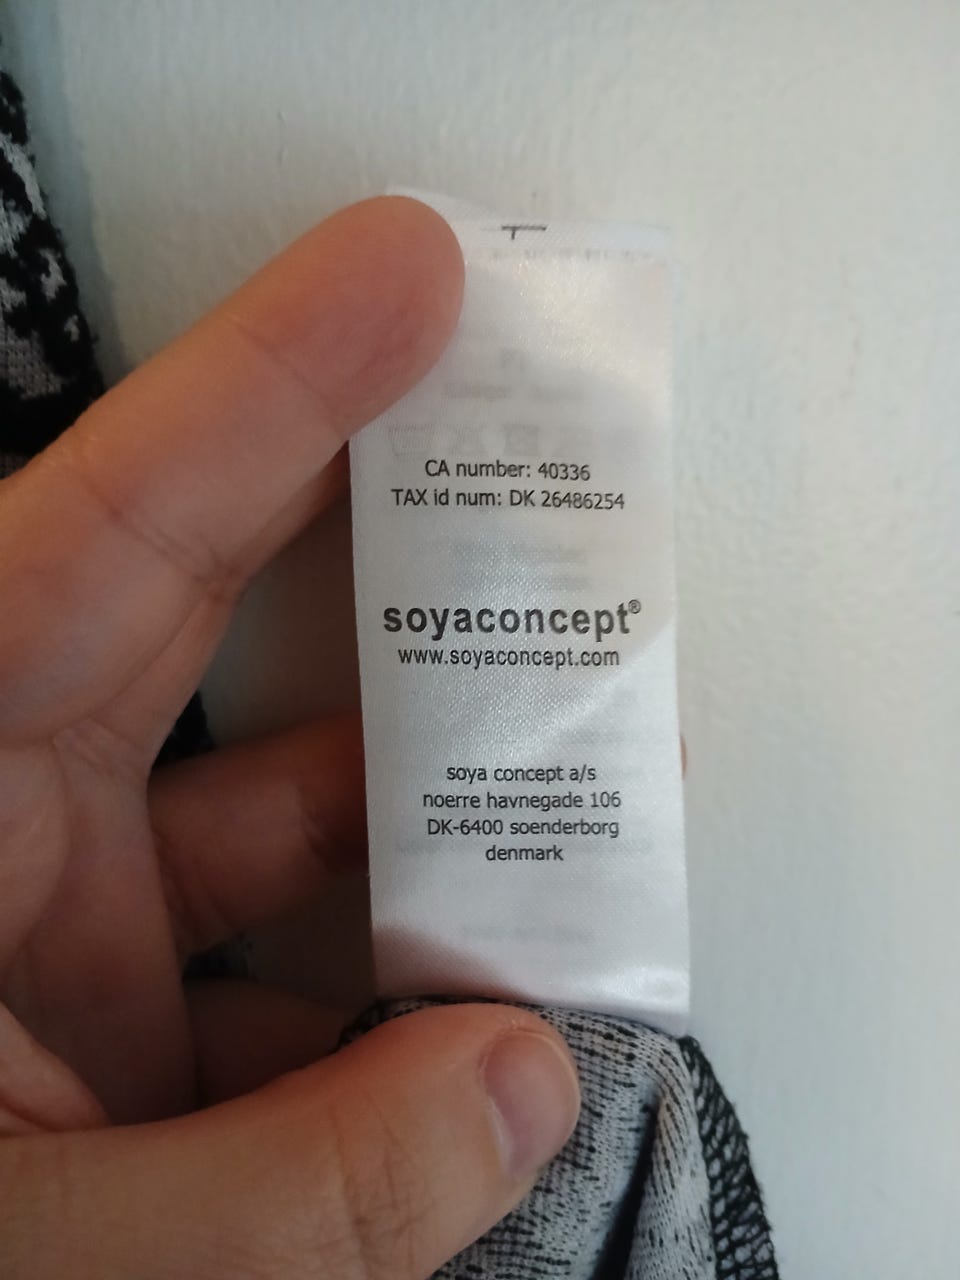 CA number: 40336
TAX id num: DK 26486254
soyaconcept®
www.soyaconcept.com
soya concept a/s
noerre havnegade 106
DK-6400 soenderborg
denmark